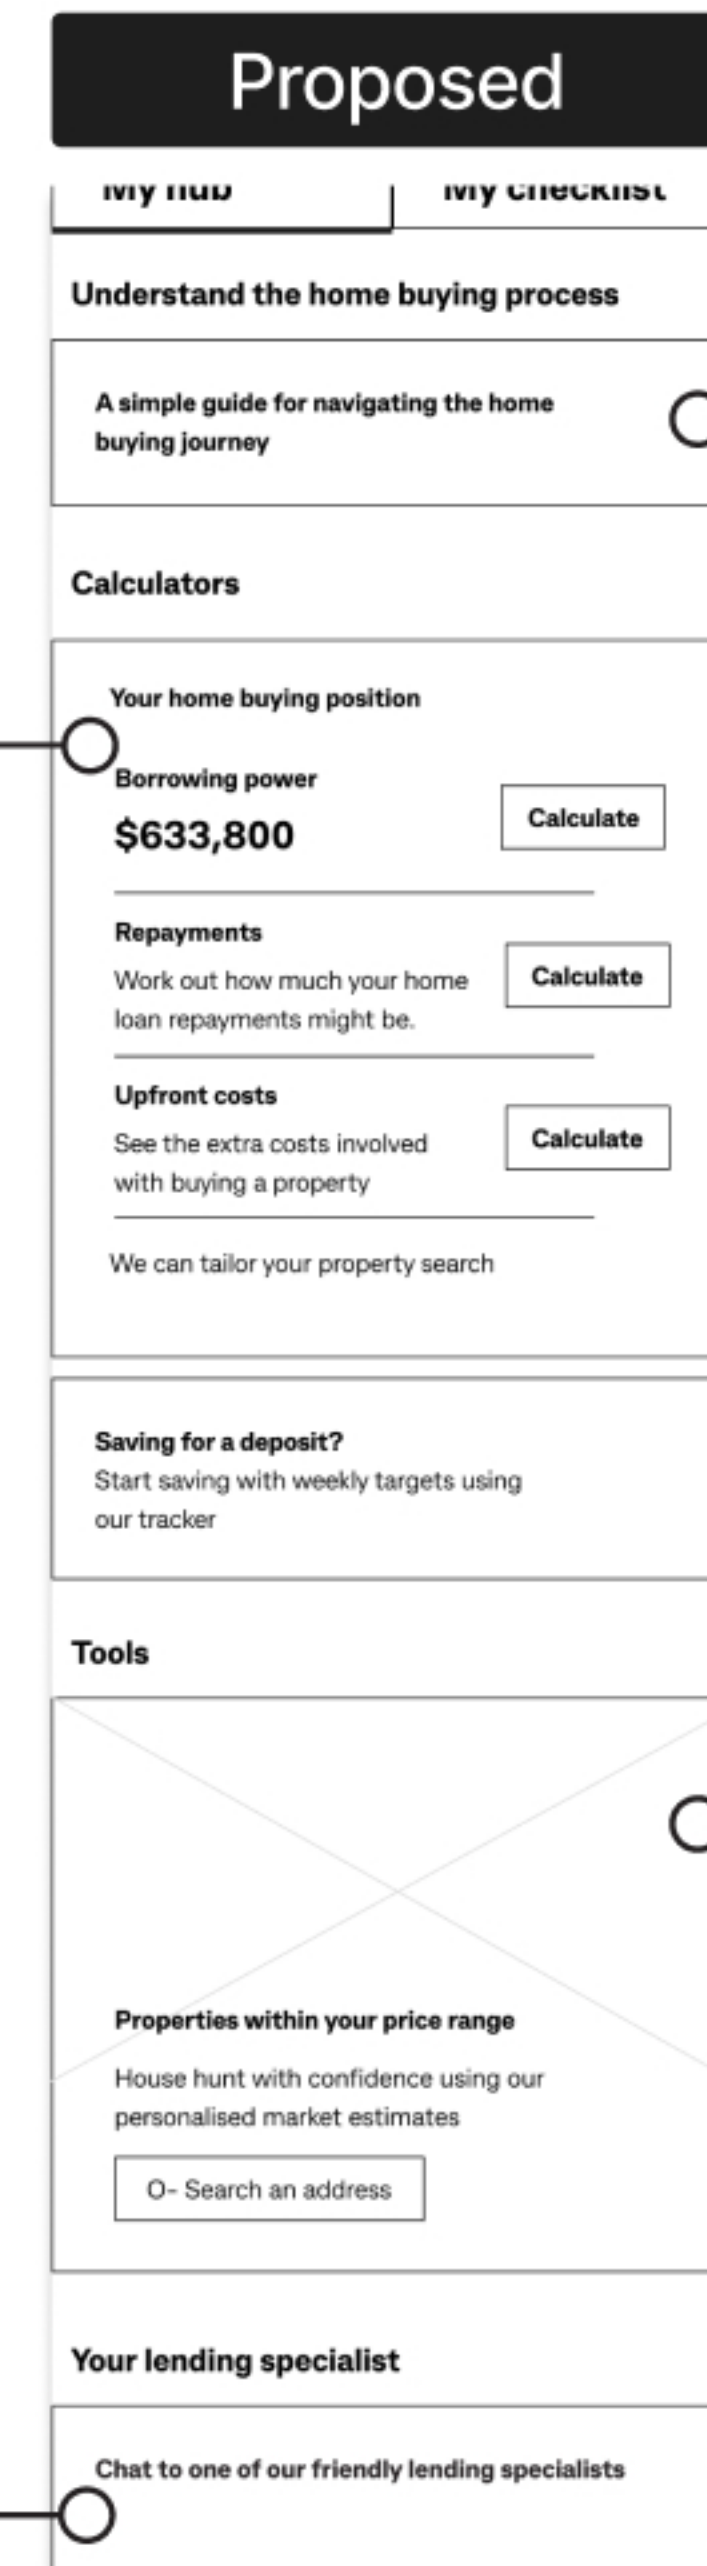 Proposed
My hub
My checklist
Understand the home buying process
A simple guide for navigating the home
buying journey
Calculators
Your home buying position
Borrowing power
$633,800
Calculate
Repayments
Work out how much your home
loan repayments might be.
Calculate
Upfront costs
See the extra costs involved
with buying a property
Calculate
We can tailor your property search
Saving for a deposit?
Start saving with weekly targets using
our tracker
Tools
Properties within your price range
House hunt with confidence using our
personalised market estimates
O- Search an address
Your lending specialist
Chat to one of our friendly lending specialists